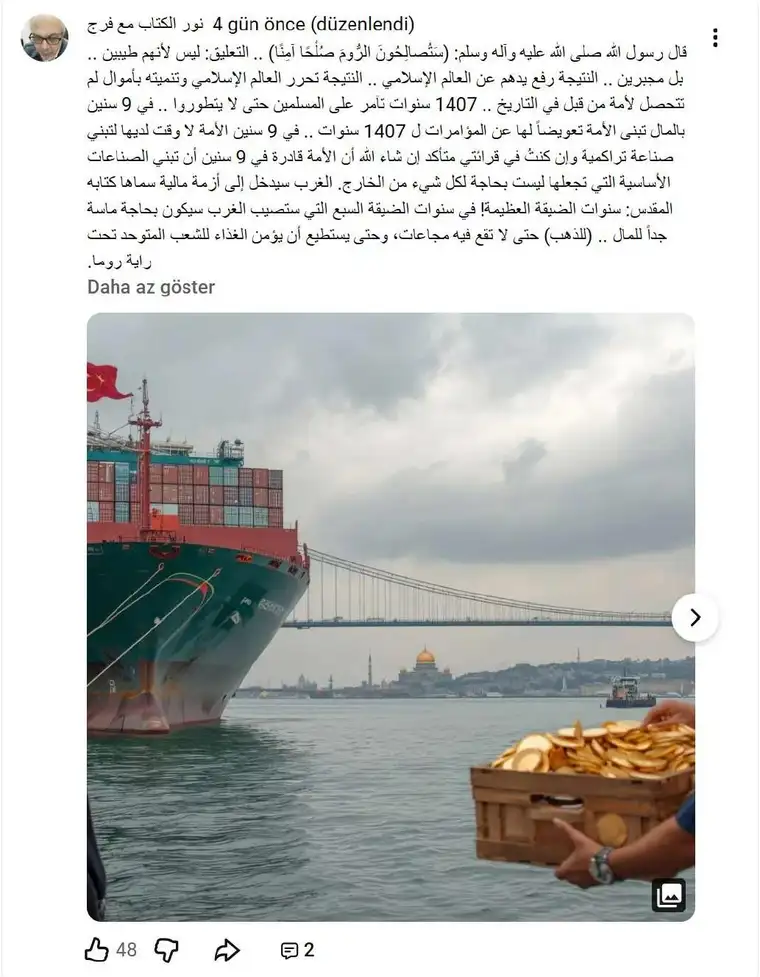 نور الكتاب مع فرج 4 gün önce (düzenlendi)
قال رسول الله صلى الله عليه وآله وسلم: (سَتُصالِحُونَ الرُّومَ صُلْحًا آمِنًا) .. التعليق: ليس لأنهم طيبين ..
بل مجبرين .. النتيجة رفع يدهم عن العالم الإسلامي .. النتيجة تحرر العالم الإسلامي وتنميته بأموال لم
تتحصل لأمة من قبل في التاريخ .. 1407 سنوات تآمر على المسلمين حتى لا يتطوروا .. في 9 سنين
بالمال تبنى الأمة تعويضاً لها عن المؤامرات ل 1407 سنوات .. في 9 سنين الأمة لا وقت لديها لتبني
صناعة تراكمية وإن كنتُ في قرائتي متأكد إن شاء الله أن الأمة قادرة في 9 سنين أن تبني الصناعات
الأساسية التي تجعلها ليست بحاجة لكل شيء من الخارج. الغرب سيدخل إلى أزمة مالية سماها كتابه
المقدس: سنوات الضيقة العظيمة! في سنوات الضيقة السبع التي ستصيب الغرب سيكون بحاجة ماسة
جداً للمال .. (للذهب) حتى لا تقع فيه مجاعات، وحتى يستطيع أن يؤمن الغذاء للشعب المتوحد تحت
راية روما.
Daha az göster
48
2